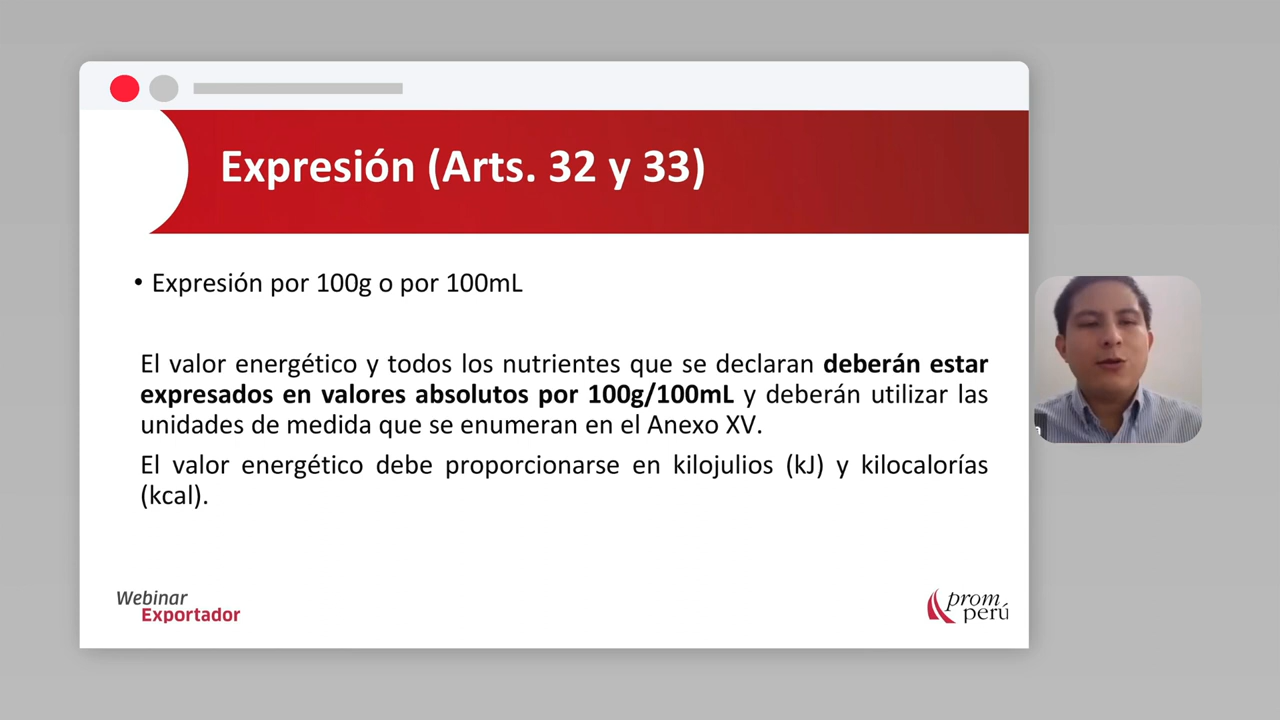 Expresión (Arts. 32 y 33)
• Expresión por 100g o por 100mL
El valor energético y todos los nutrientes que se declaran deberán estar
expresados en valores absolutos por 100g/100mL y deberán utilizar las
unidades de medida que se enumeran en el Anexo XV.
El valor energético debe proporcionarse en kilojulios (kJ) y kilocalorías
(kcal).
Webinar
Exportador
prom
perú